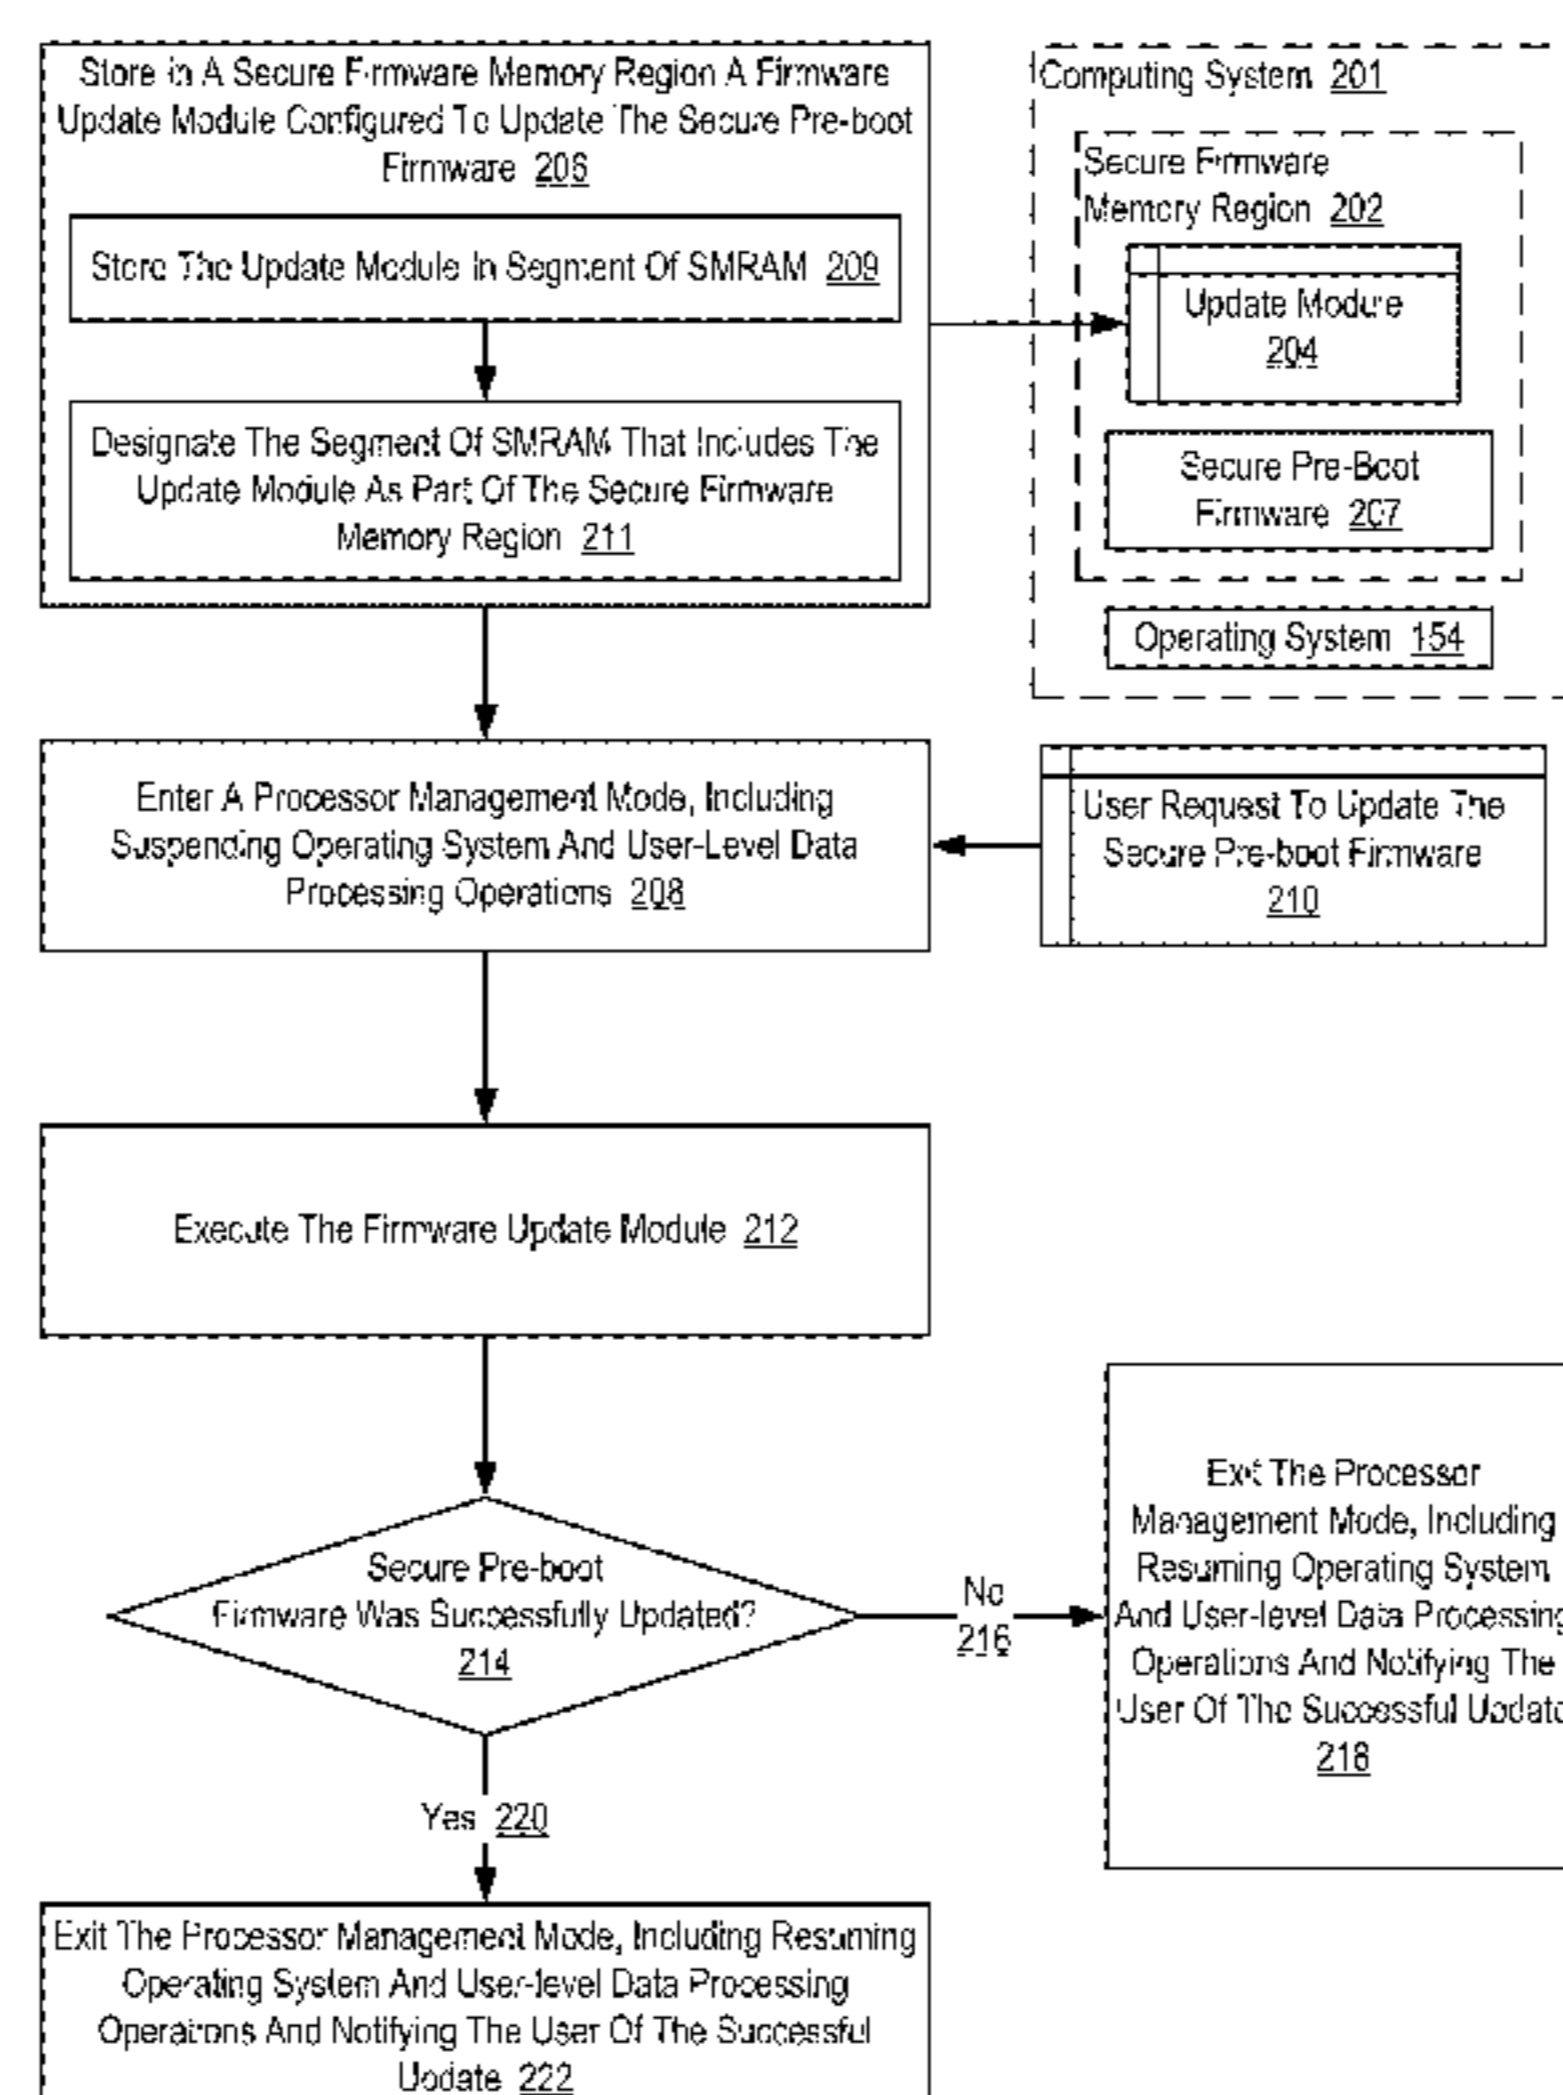 Store in A Secure Firmware Memory Region A Firmware
Update Module Configured To Update The Secure Pre-boot
Firmware 206
Store The Update Module In Segment Of SMRAM 209
Designate The Segment Of SMRAM That Includes The
Update Module As Part Of The Secure Firmware
Memory Region 211
Computing System 201
Secure Firmware
Memory Region 202
Update Module
204
Secure Pre-Boot
Firmware 207
Operating System 154
Enter A Processor Management Mode, Including
Suspending Operating System And User-Level Data
Processing Operations 208
User Request To Update The
Secure Pre-boot Firmware
210
Execute The Firmware Update Module 212
Secure Pre-boot
Firmware Was Successfully Updated?
214
No
216
Exit The Processor
Management Mode, Including
Resuming Operating System
And User-level Data Processing
Operations And Notifying The
User Of The Successful Update
218
Yes 220
Exit The Processor Management Mode, Including Resuming
Operating System And User-level Data Processing
Operations And Notifying The User Of The Successful
Update 222